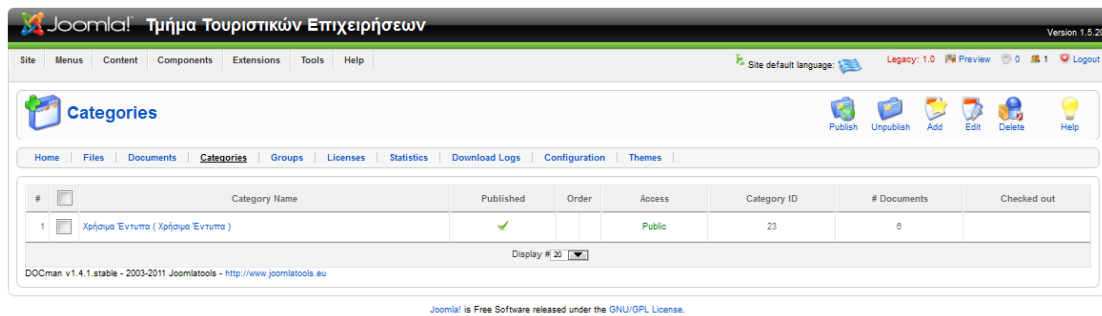 Joomla! Τμήμα Τουριστικών Επιχειρήσεων
Version 1.5.20
Site Menus Content Components Extensions Tools Help Site default language: Legacy: 1.0 Preview 0 1 Logout
Categories
Publish Unpublish Add Edit Delete Help
Home Files Documents Categories Groups Licenses Statistics Download Logs Configuration Themes
# Category Name Published Order Access Category ID # Documents Checked out
1 Χρήσιμα Έντυπα ( Χρήσιμα Έντυπα ) Public 23 6
Display # 20
DOCman v1.4.1.stable - 2003-2011 Joomlatools - http://www.joomlatools.eu
Joomla! is Free Software released under the GNU/GPL License.